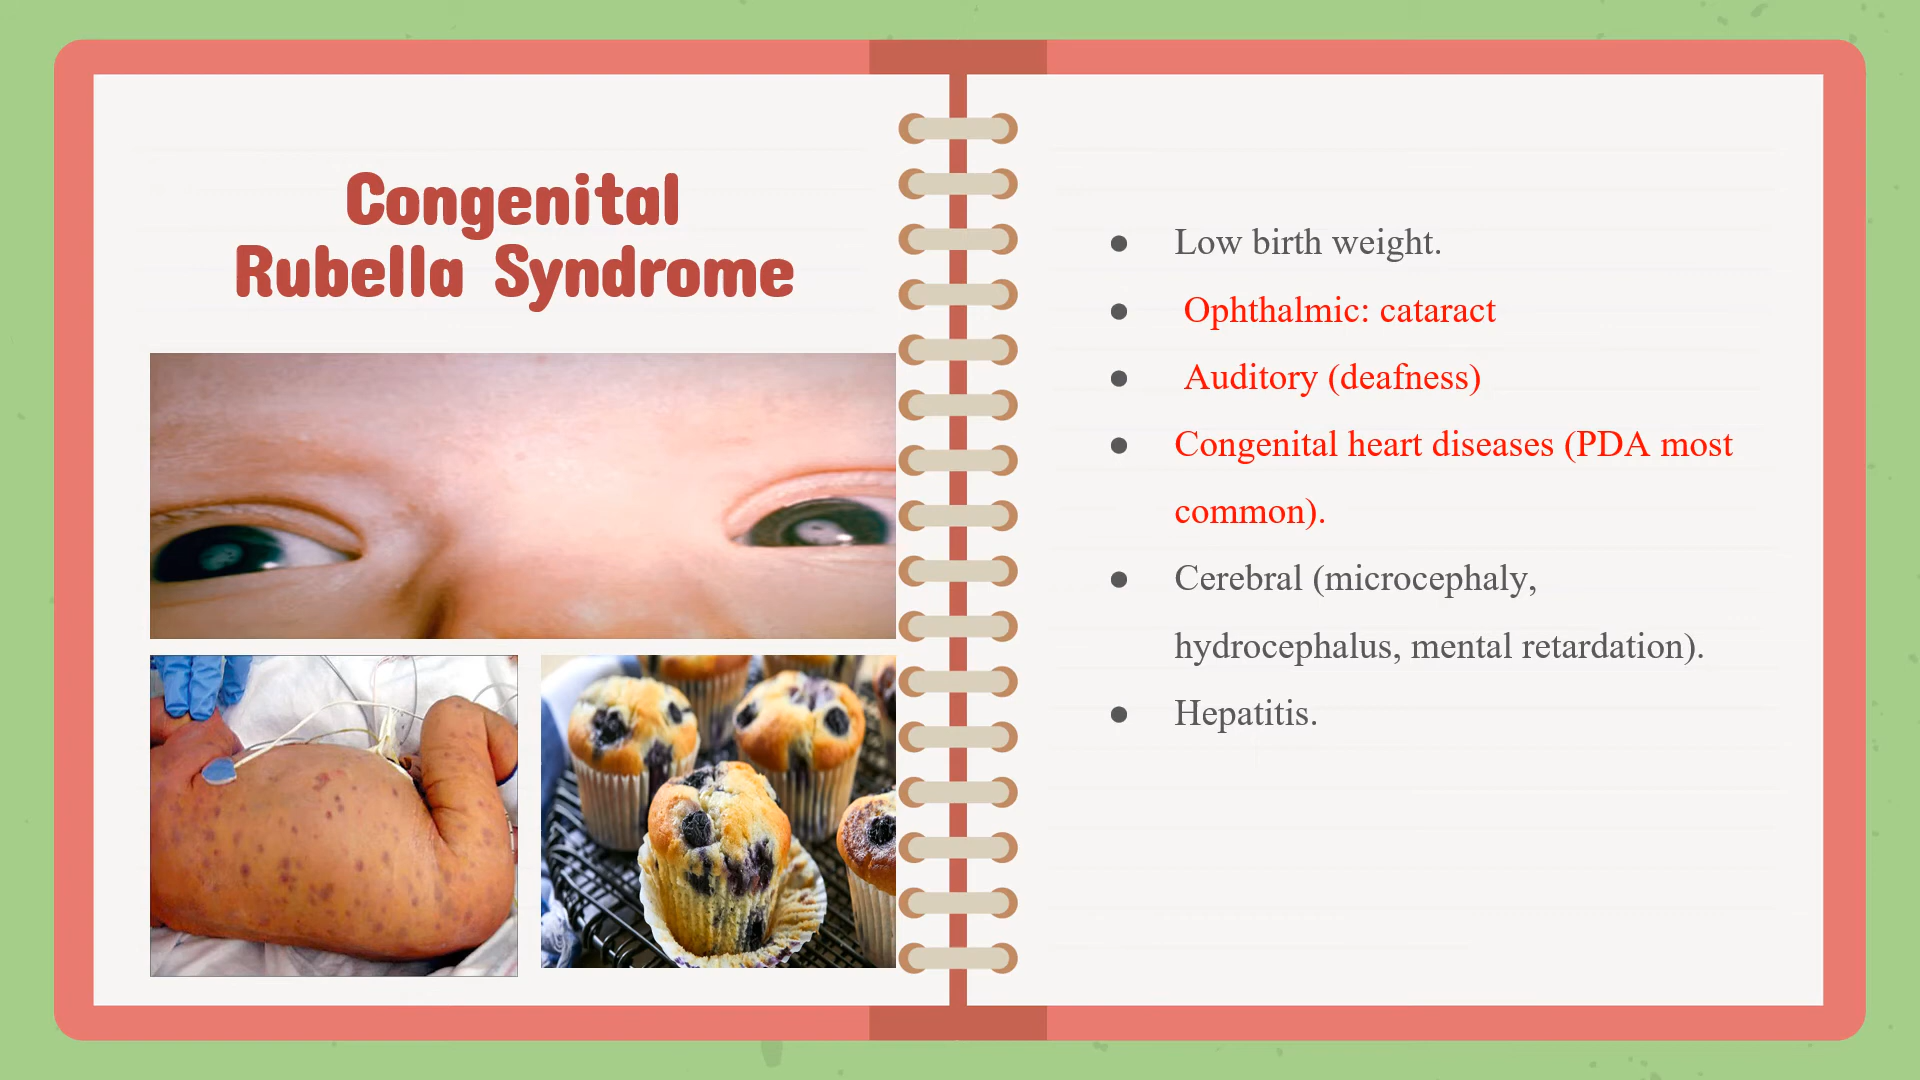 Congenital
Rubella Syndrome
● Low birth weight.
● Ophthalmic: cataract
● Auditory (deafness)
● Congenital heart diseases (PDA most
common).
● Cerebral (microcephaly,
hydrocephalus, mental retardation).
● Hepatitis.